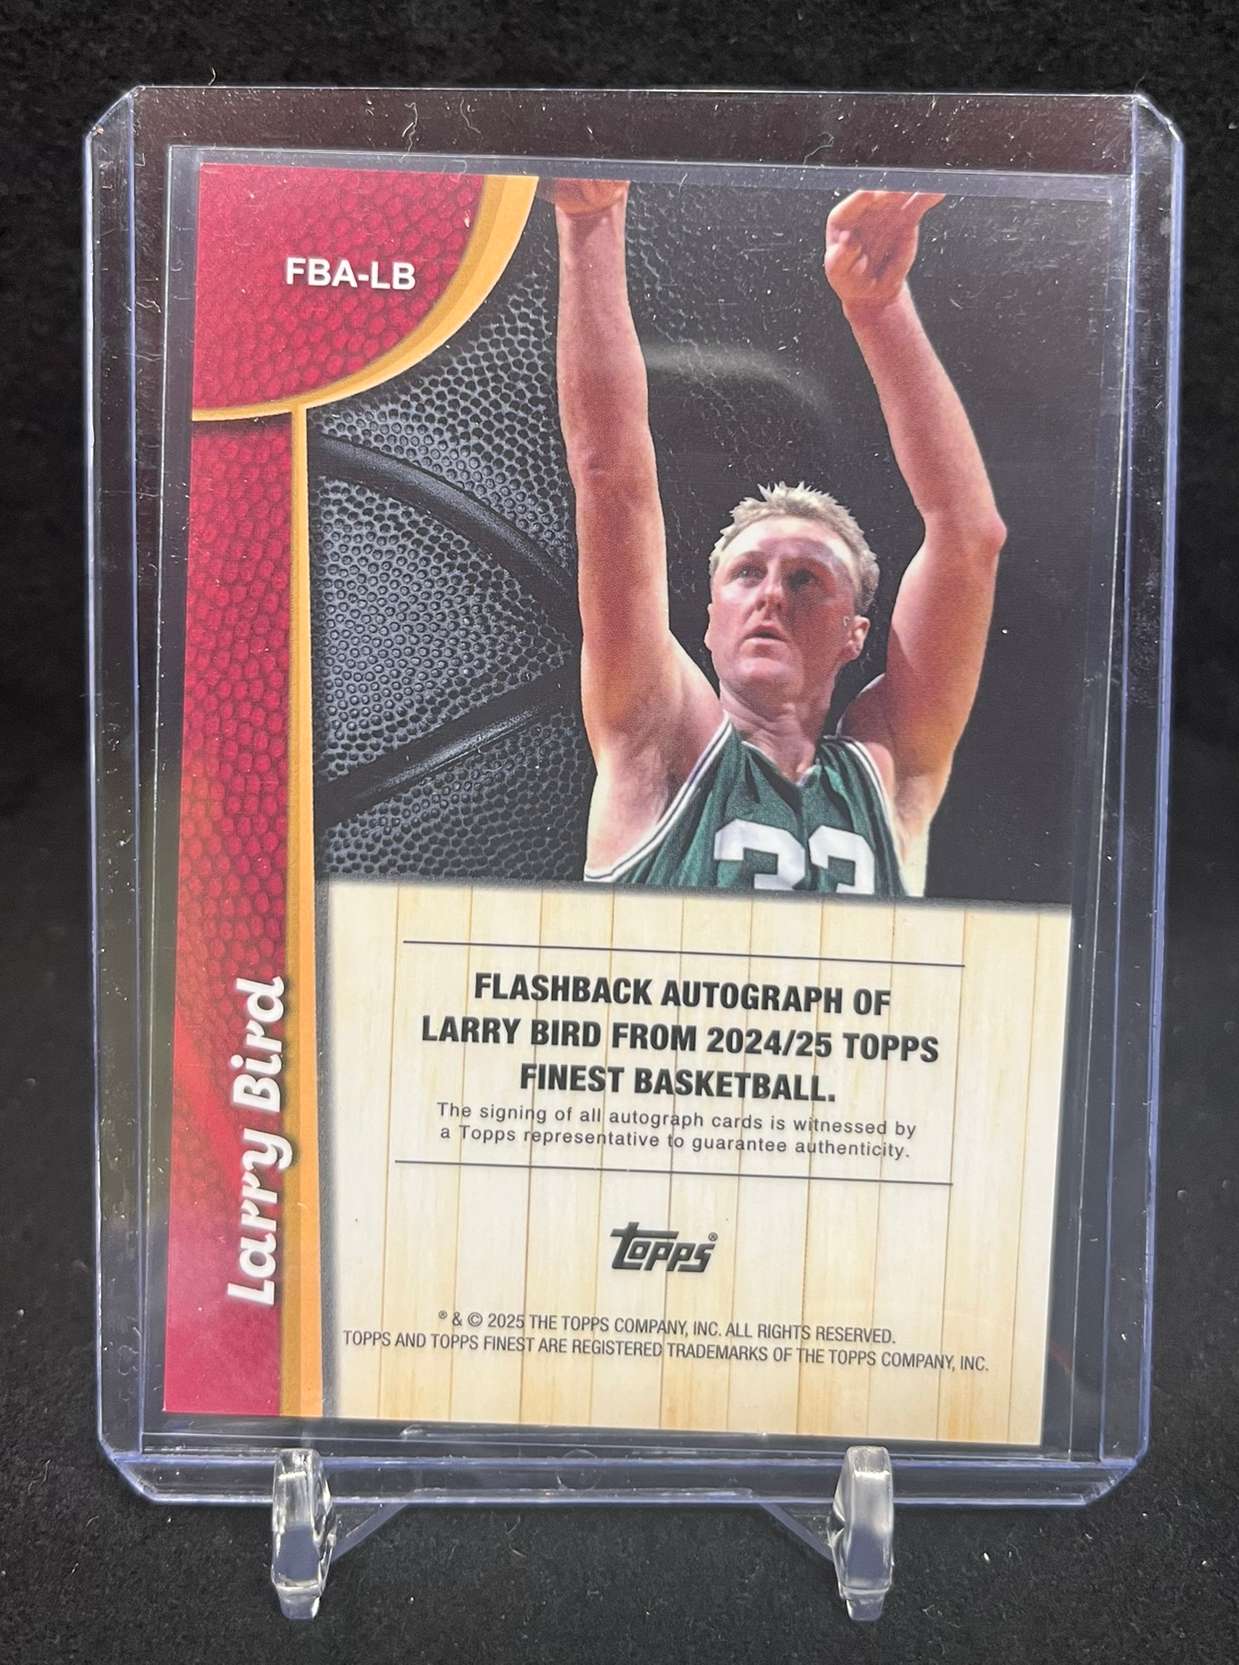 FBA-LB
33
Larry Bird
FLASHBACK AUTOGRAPH OF
LARRY BIRD FROM 2024/25 TOPPS
FINEST BASKETBALL.
The signing of all autograph cards is witnessed by
a Topps representative to guarantee authenticity.
topps®
® & © 2025 THE TOPPS COMPANY, INC. ALL RIGHTS RESERVED.
TOPPS AND TOPPS FINEST ARE REGISTERED TRADEMARKS OF THE TOPPS COMPANY, INC.